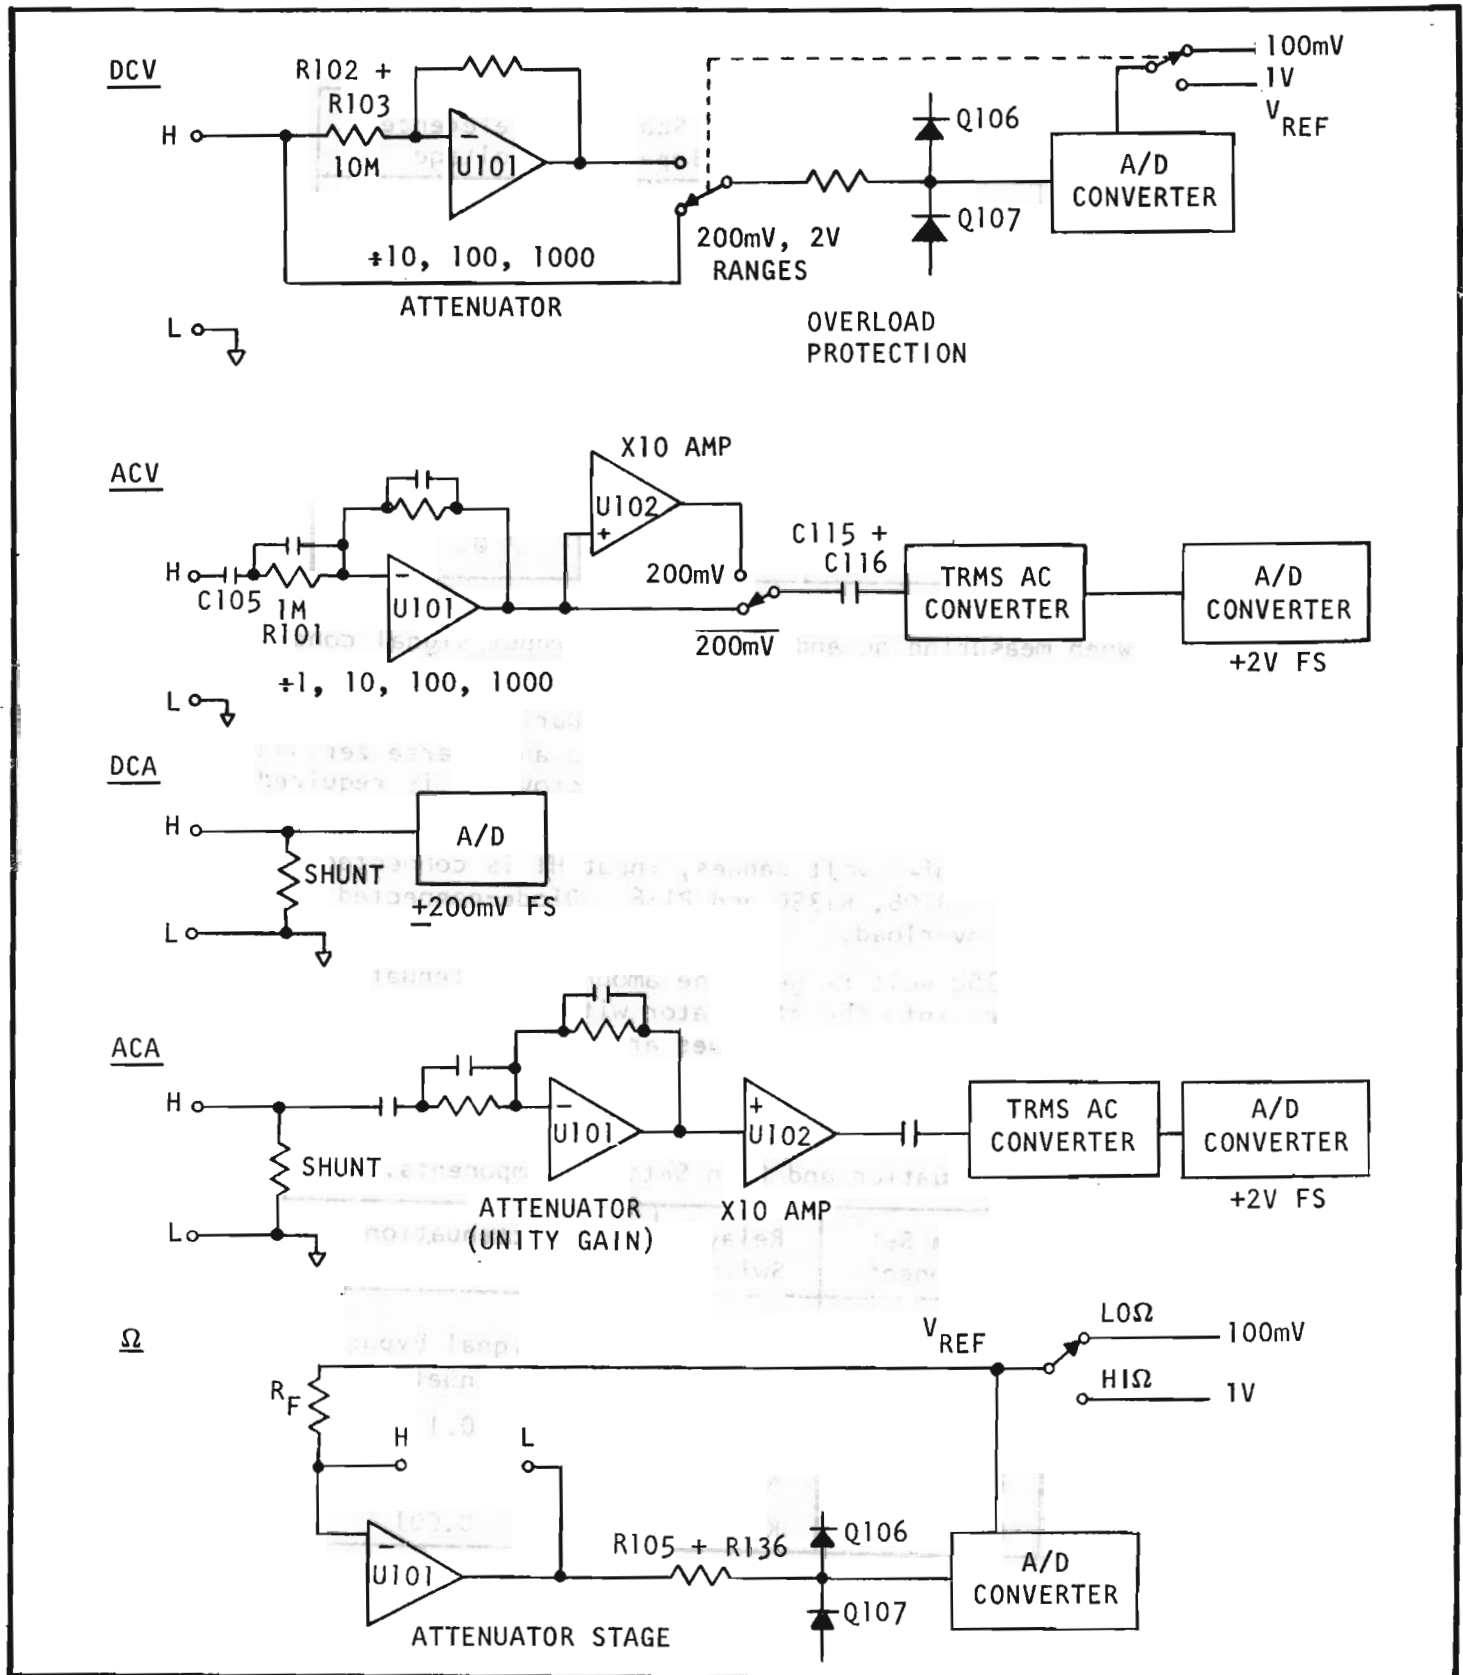 DCV
R102 +
R103
10M
H
U101
÷10, 100, 1000
ATTENUATOR
L
200mV, 2V
RANGES
Q106
Q107
OVERLOAD
PROTECTION
A/D
CONVERTER
100mV
1V
VREF
ACV
X10 AMP
U102
+
H
C105
1M
R101
-
U101
÷1, 10, 100, 1000
L
200mV
200mV
C115 +
C116
TRMS AC
CONVERTER
A/D
CONVERTER
+2V FS
DCA
H
SHUNT
L
A/D
±200mV FS
ACA
H
SHUNT
L
-
U101
ATTENUATOR
(UNITY GAIN)
+
U102
X10 AMP
TRMS AC
CONVERTER
A/D
CONVERTER
+2V FS
Ω
RF
H
L
-
U101
ATTENUATOR STAGE
R105 + R136
Q106
Q107
VREF
LOΩ
100mV
HIΩ
1V
A/D
CONVERTER